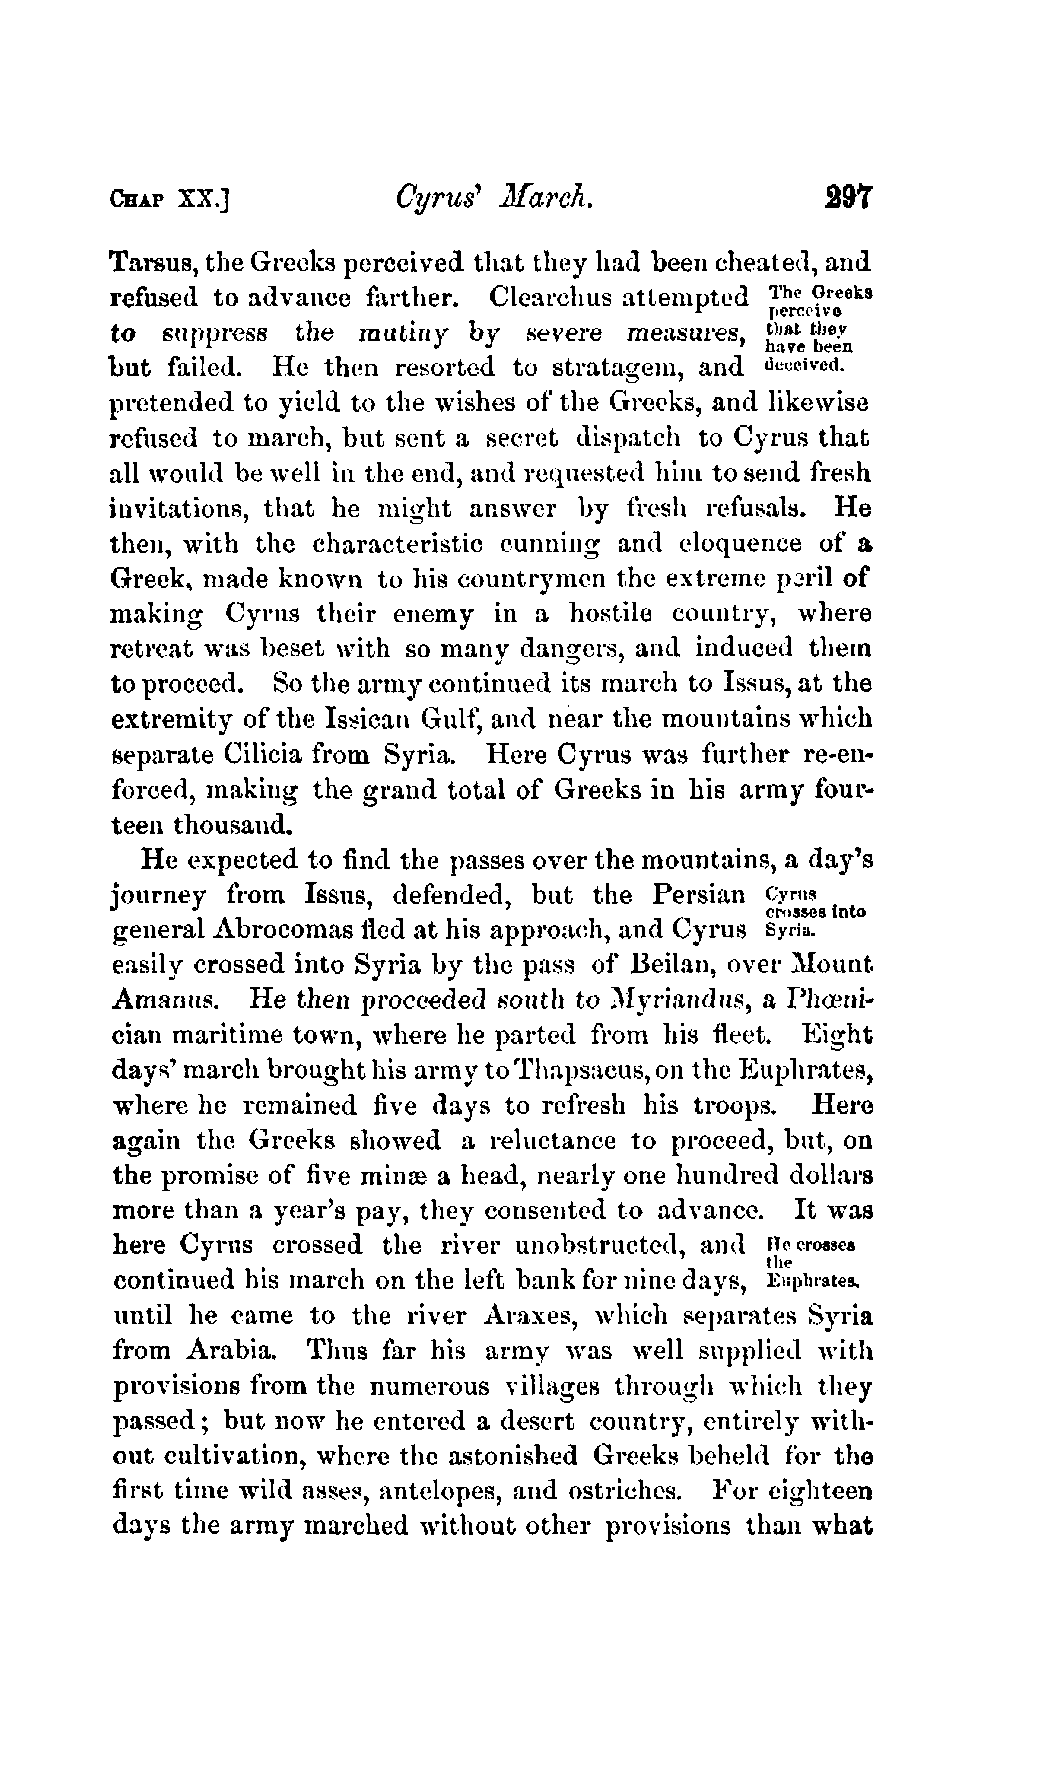 CHAP XX.] Cyrus' March. 297
Tarsus, the Greeks perceived that they had been cheated, and
refused to advance farther. Clearchus attempted
to suppress the mutiny by severe measures,
but failed. He then resorted to stratagem, and
The Greeks
perceive
that they
have been
deceived.
pretended to yield to the wishes of the Greeks, and likewise
refused to march, but sent a secret dispatch to Cyrus that
all would be well in the end, and requested him to send fresh
invitations, that he might answer by fresh refusals. He
then, with the characteristic cunning and eloquence of a
Greek, made known to his countrymen the extreme peril of
making Cyrus their enemy in a hostile country, where
retreat was beset with so many dangers, and induced them
to proceed. So the army continued its march to Issus, at the
extremity of the Issican Gulf, and near the mountains which
separate Cilicia from Syria. Here Cyrus was further re-en-
forced, making the grand total of Greeks in his army four-
teen thousand.
He expected to find the passes over the mountains, a day's
journey from Issus, defended, but the Persian
general Abrocomas fled at his approach, and Cyrus
Cyrus
crosses into
Syria.
easily crossed into Syria by the pass of Beilan, over Mount
Amanus. He then proceeded south to Myriandus, a Phœni-
cian maritime town, where he parted from his fleet. Eight
days' march brought his army to Thapsacus, on the Euphrates,
where he remained five days to refresh his troops. Here
again the Greeks showed a reluctance to proceed, but, on
the promise of five minæ a head, nearly one hundred dollars
more than a year's pay, they consented to advance. It was
here Cyrus crossed the river unobstructed, and
continued his march on the left bank for nine days,
He crosses
the
Euphrates.
until he came to the river Araxes, which separates Syria
from Arabia. Thus far his army was well supplied with
provisions from the numerous villages through which they
passed; but now he entered a desert country, entirely with-
out cultivation, where the astonished Greeks beheld for the
first time wild asses, antelopes, and ostriches. For eighteen
days the army marched without other provisions than what